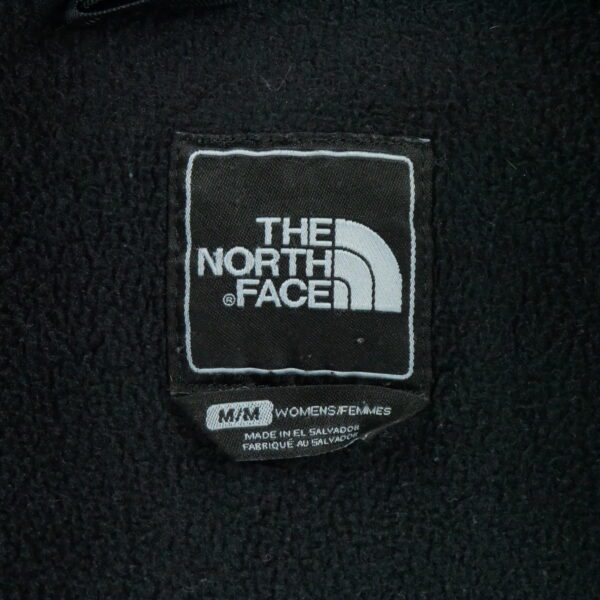 THE
NORTH
® FACE
M/M WOMENS/FEMMES
MADE IN EL SALVADOR
FABRIQUÉ AU SALVADOR